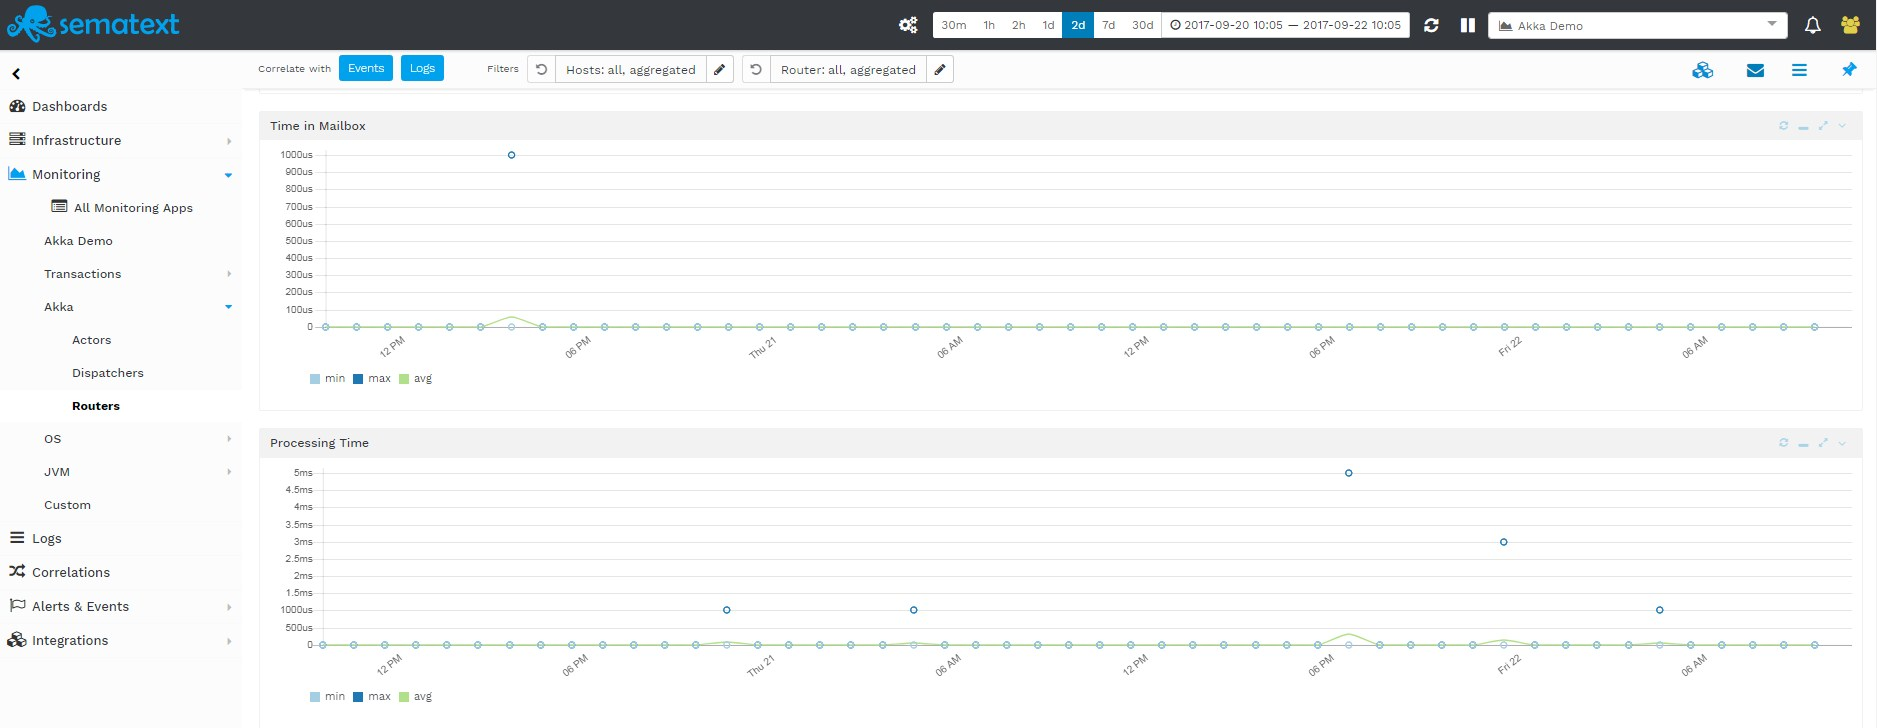 sematext
30m 1h 2h 1d 2d 7d 30d 2017-09-20 10:05 — 2017-09-22 10:05 Akka Demo
Correlate with Events Logs Filters Hosts: all, aggregated Router: all, aggregated
Dashboards
Infrastructure
Monitoring
All Monitoring Apps
Akka Demo
Transactions
Akka
Actors
Dispatchers
Routers
OS
JVM
Custom
Logs
Correlations
Alerts & Events
Integrations
Time in Mailbox
1000us
900us
800us
700us
600us
500us
400us
300us
200us
100us
0
12 PM 06 PM Thu 21 06 AM 12 PM 06 PM Fri 22 06 AM
min max avg
Processing Time
5ms
4.5ms
4ms
3.5ms
3ms
2.5ms
2ms
1.5ms
1000us
500us
0
12 PM 06 PM Thu 21 06 AM 12 PM 06 PM Fri 22 06 AM
min max avg